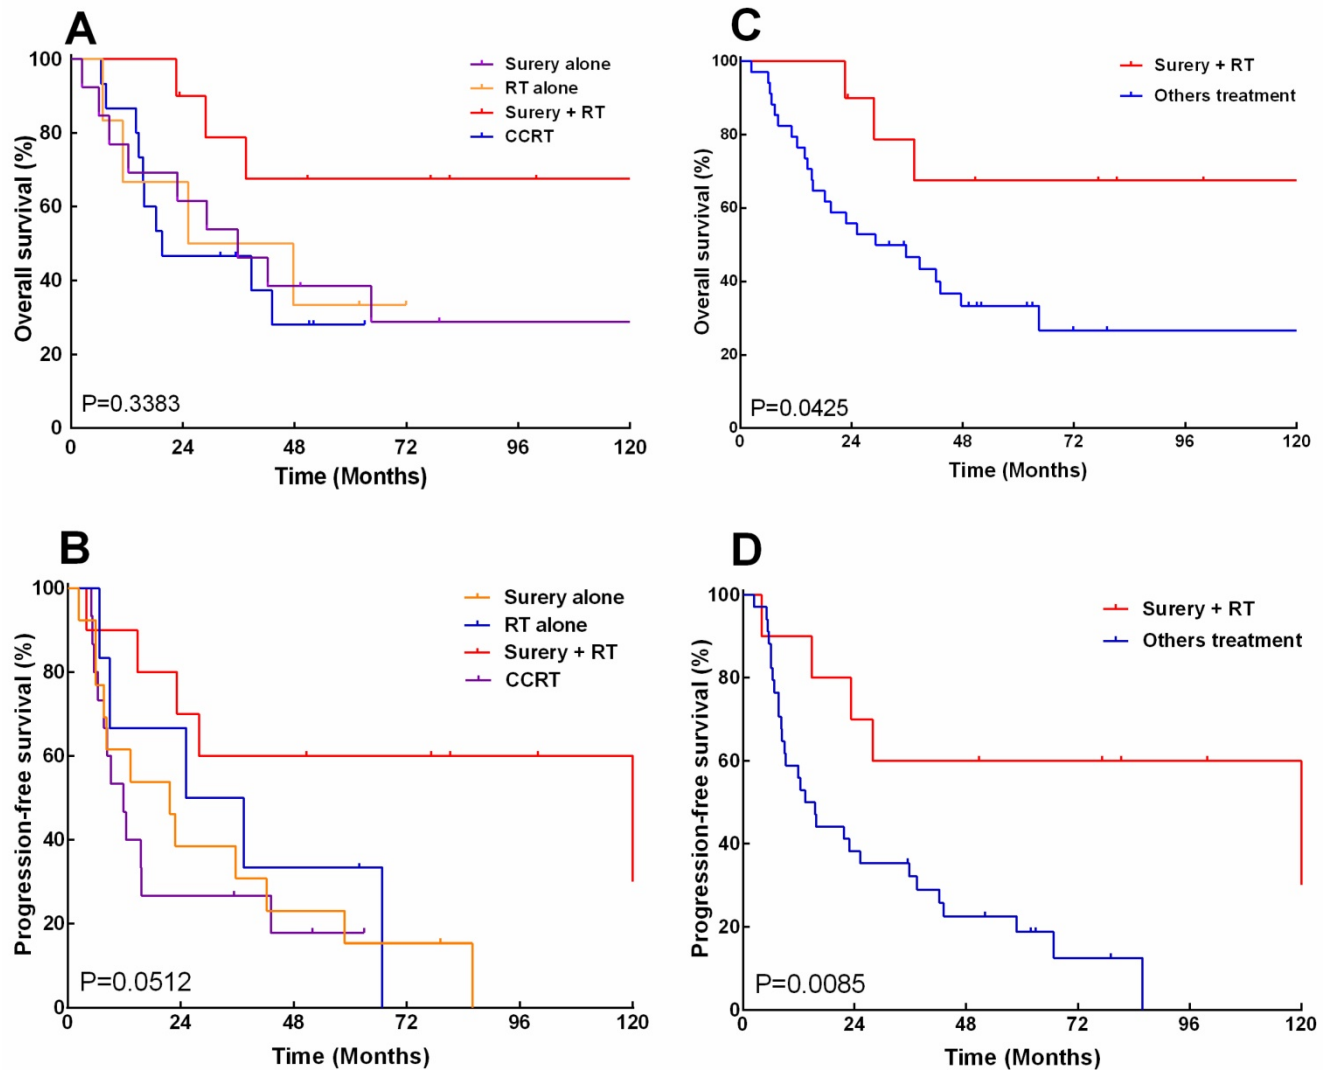 A
Overall survival (%)
100
80
60
40
20
0
Surery alone
RT alone
Surery + RT
CCRT
P=0.3383
0 24 48 72 96 120
Time (Months)
C
Overall survival (%)
100
80
60
40
20
0
Surery + RT
Others treatment
P=0.0425
0 24 48 72 96 120
Time (Months)
B
Progression-free survival (%)
100
80
60
40
20
0
Surery alone
RT alone
Surery + RT
CCRT
P=0.0512
0 24 48 72 96 120
Time (Months)
D
Progression-free survival (%)
100
80
60
40
20
0
Surery + RT
Others treatment
P=0.0085
0 24 48 72 96 120
Time (Months)